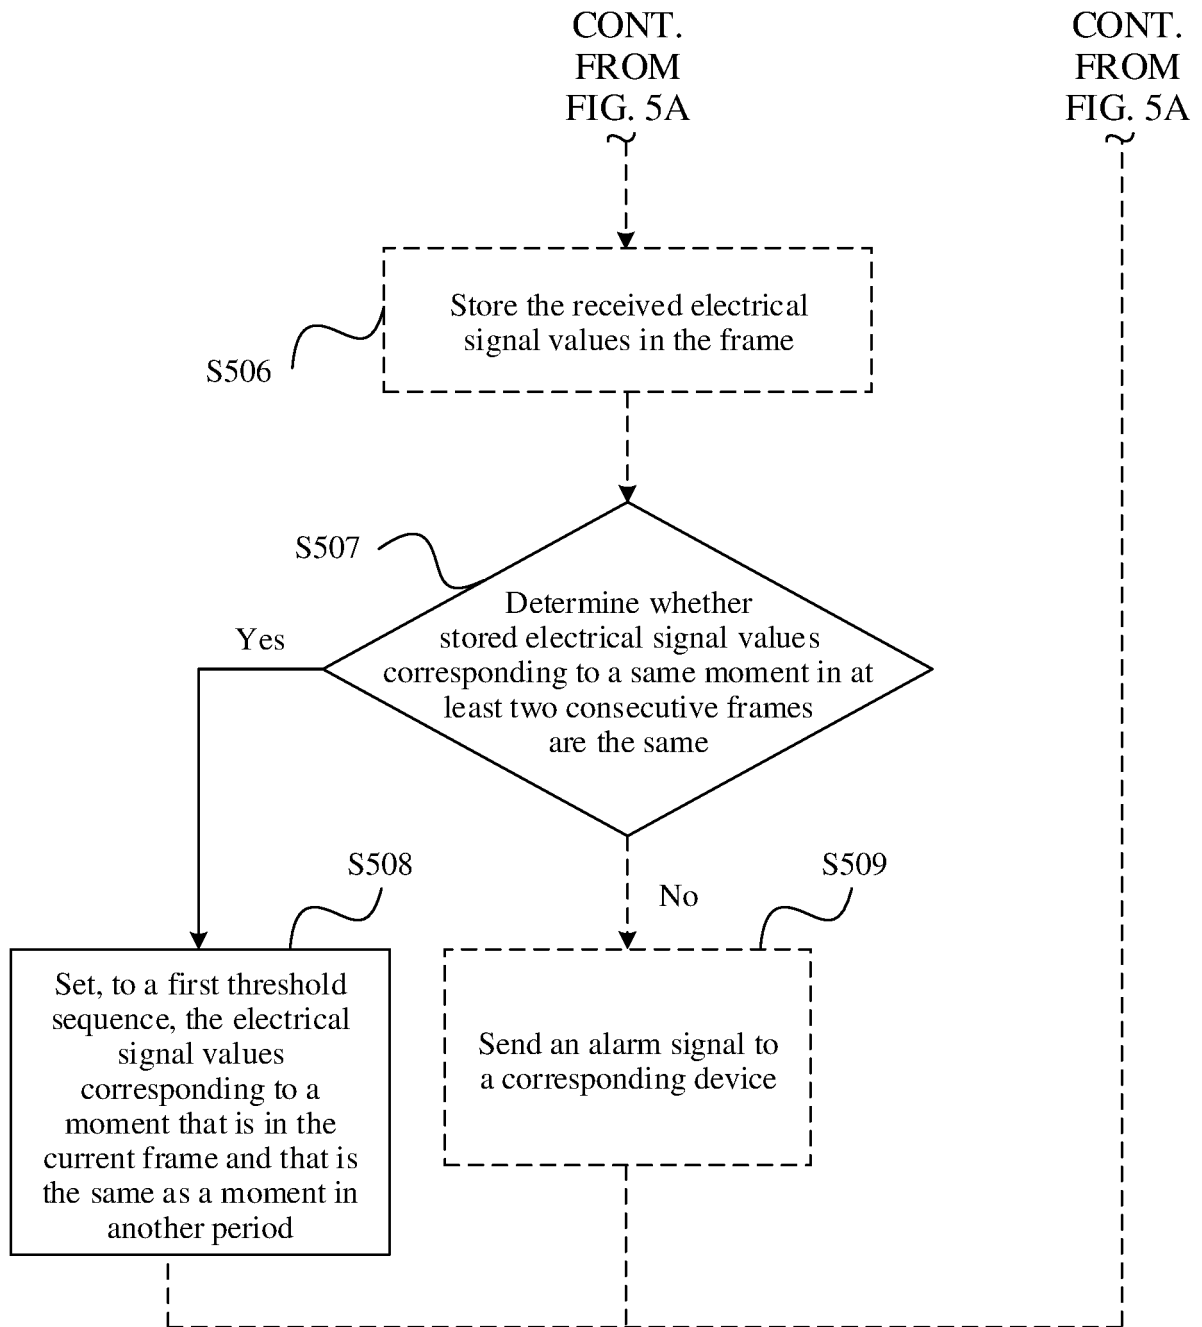 CONT.
FROM
FIG. 5A
CONT.
FROM
FIG. 5A
Store the received electrical
signal values in the frame
S506
S507
Determine whether
stored electrical signal values
corresponding to a same moment in at
least two consecutive frames
are the same
Yes
No
S508
S509
Set, to a first threshold
sequence, the electrical
signal values
corresponding to a
moment that is in the
current frame and that is
the same as a moment in
another period
Send an alarm signal to
a corresponding device